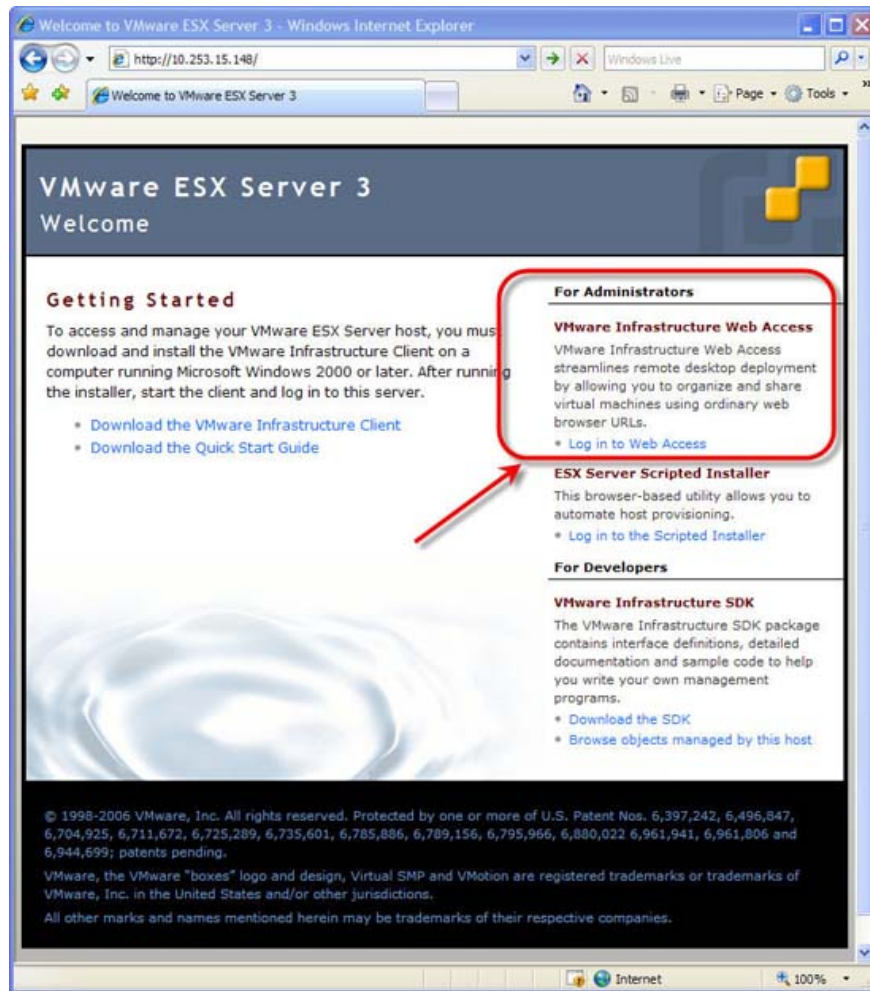 Welcome to VMware ESX Server 3 - Windows Internet Explorer
http://10.253.15.148/
Windows Live
Welcome to VMware ESX Server 3
Page
Tools
VMware ESX Server 3
Welcome
Getting Started
To access and manage your VMware ESX Server host, you must
download and install the VMware Infrastructure Client on a
computer running Microsoft Windows 2000 or later. After running
the installer, start the client and log in to this server.
Download the VMware Infrastructure Client
Download the Quick Start Guide
For Administrators
VMware Infrastructure Web Access
VMware Infrastructure Web Access
streamlines remote desktop deployment
by allowing you to organize and share
virtual machines using ordinary web
browser URLs.
Log in to Web Access
ESX Server Scripted Installer
This browser-based utility allows you to
automate host provisioning.
Log in to the Scripted Installer
For Developers
VMware Infrastructure SDK
The VMware Infrastructure SDK package
contains interface definitions, detailed
documentation and sample code to help
you write your own management
programs.
Download the SDK
Browse objects managed by this host
© 1998-2006 VMware, Inc. All rights reserved. Protected by one or more of U.S. Patent Nos. 6,397,242, 6,496,847,
6,704,925, 6,711,672, 6,725,289, 6,735,601, 6,785,886, 6,789,156, 6,795,966, 6,880,022 6,961,941, 6,961,806 and
6,944,699; patents pending.
VMware, the VMware "boxes" logo and design, Virtual SMP and VMotion are registered trademarks or trademarks of
VMware, Inc. in the United States and/or other jurisdictions.
All other marks and names mentioned herein may be trademarks of their respective companies.
Internet
100%